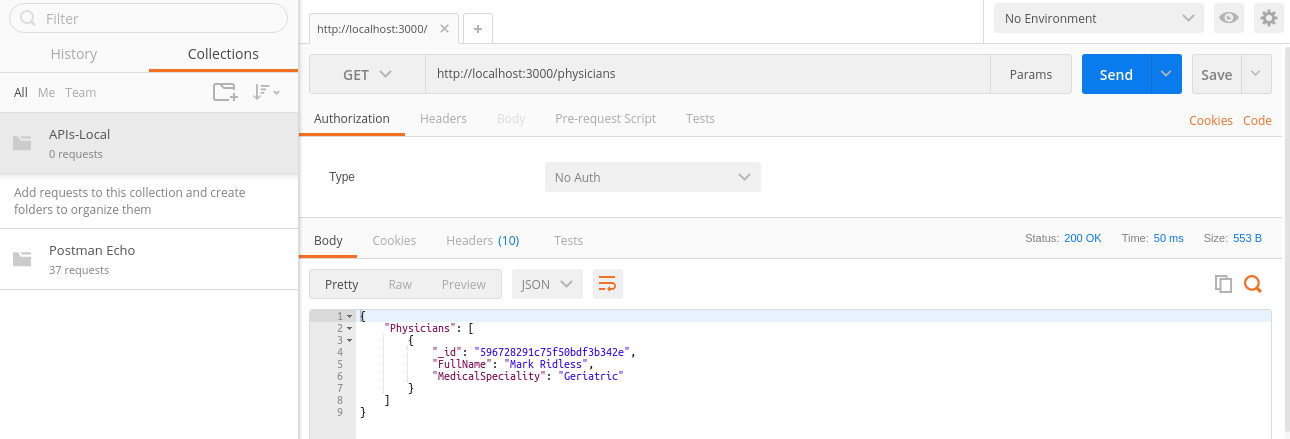 Filter
History Collections
All Me Team
APIs-Local
0 requests
Add requests to this collection and create
folders to organize them
Postman Echo
37 requests
http://localhost:3000/
No Environment
GET http://localhost:3000/physicians Params Send Save
Authorization Headers Body Pre-request Script Tests Cookies Code
Type No Auth
Body Cookies Headers (10) Tests Status: 200 OK Time: 50 ms Size: 553 B
Pretty Raw Preview JSON
1 {
2 "Physicians": [
3 {
4 "_id": "596728291c75f50bdf3b342e",
5 "FullName": "Mark Ridless",
6 "MedicalSpeciality": "Geriatric"
7 }
8 ]
9 }